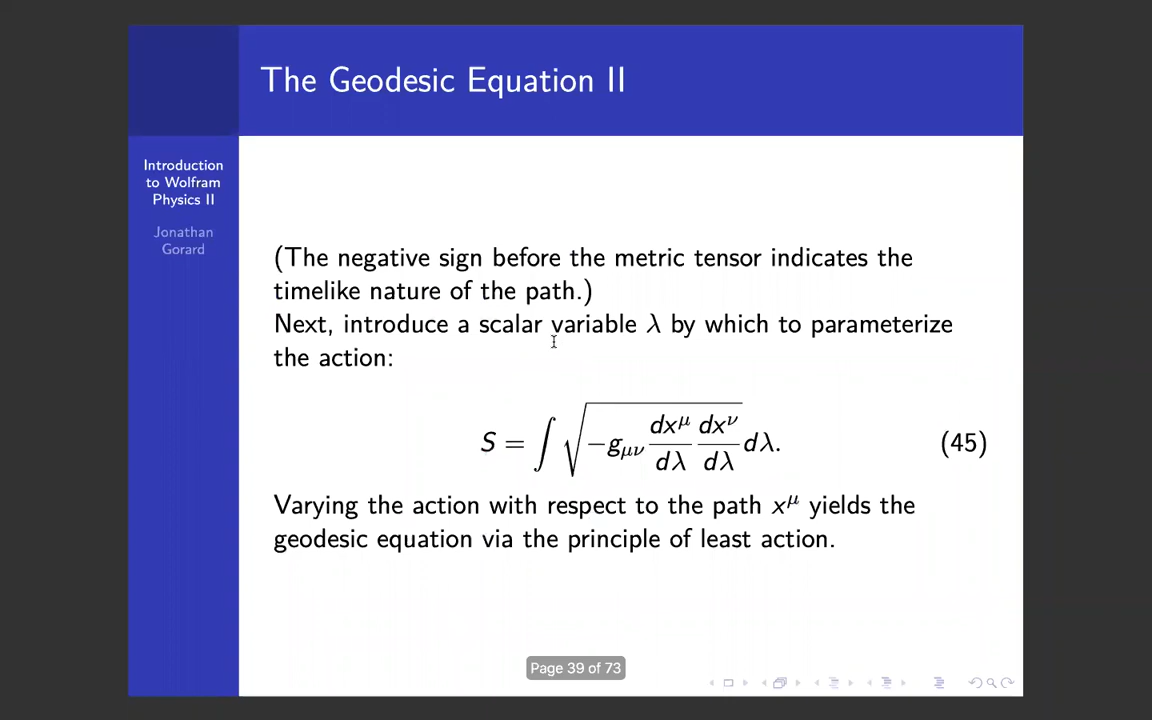 The Geodesic Equation II
Introduction
to Wolfram
Physics II
Jonathan
Gorard
(The negative sign before the metric tensor indicates the
timelike nature of the path.)
Next, introduce a scalar variable λ by which to parameterize
the action:
S = ∫ √(−g_{μν} dx^μ/dλ dx^ν/dλ) dλ. (45)
Varying the action with respect to the path x^μ yields the
geodesic equation via the principle of least action.
Page 39 of 73